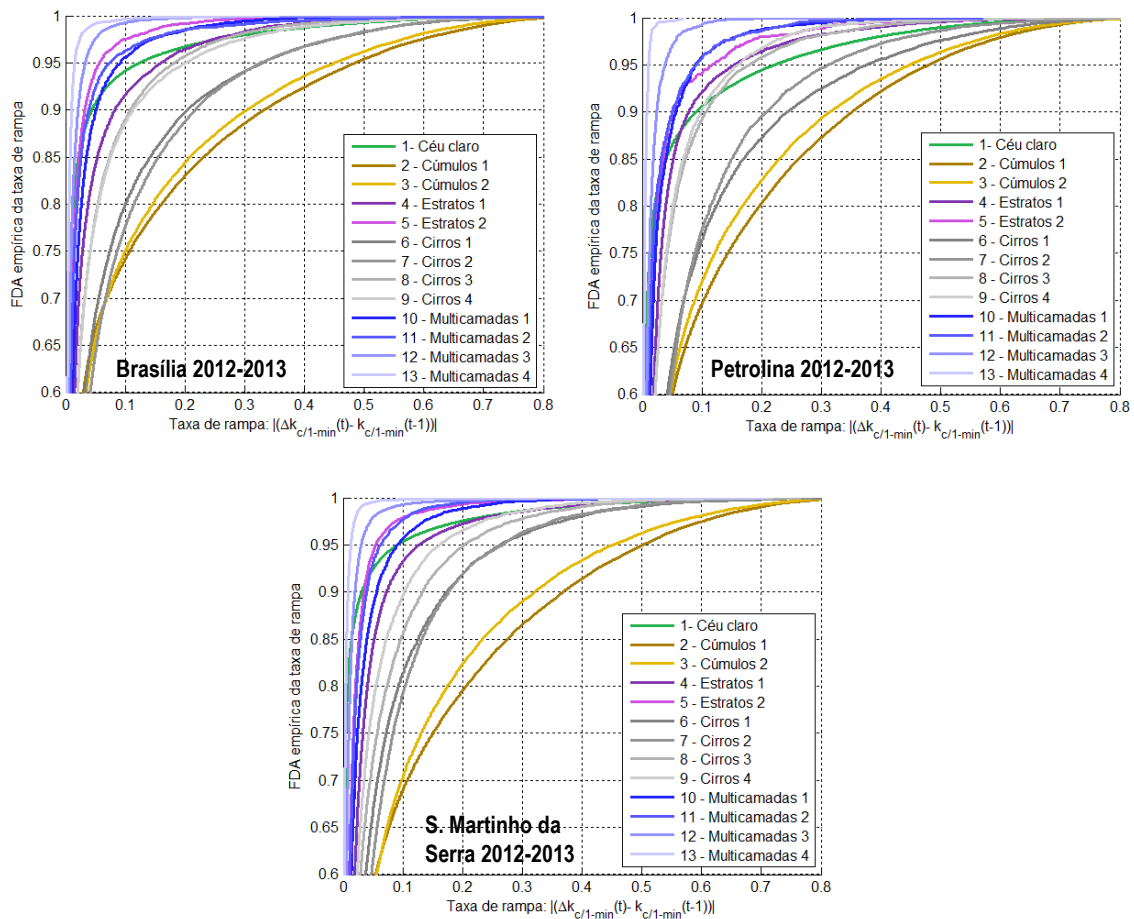 1
0.95
0.9
0.85
0.8
0.75
0.7
0.65
0.6
FDA empírica da taxa de rampa
0 0.1 0.2 0.3 0.4 0.5 0.6 0.7 0.8
Taxa de rampa: |(Δk c/1-min (t)- k c/1-min (t-1))|
Brasília 2012-2013
1- Céu claro
2 - Cúmulos 1
3 - Cúmulos 2
4 - Estratos 1
5 - Estratos 2
6 - Cirros 1
7 - Cirros 2
8 - Cirros 3
9 - Cirros 4
10 - Multicamadas 1
11 - Multicamadas 2
12 - Multicamadas 3
13 - Multicamadas 4
1
0.95
0.9
0.85
0.8
0.75
0.7
0.65
0.6
FDA empírica da taxa de rampa
0 0.1 0.2 0.3 0.4 0.5 0.6 0.7 0.8
Taxa de rampa: |(Δk c/1-min (t)- k c/1-min (t-1))|
Petrolina 2012-2013
1- Céu claro
2 - Cúmulos 1
3 - Cúmulos 2
4 - Estratos 1
5 - Estratos 2
6 - Cirros 1
7 - Cirros 2
8 - Cirros 3
9 - Cirros 4
10 - Multicamadas 1
11 - Multicamadas 2
12 - Multicamadas 3
13 - Multicamadas 4
1
0.95
0.9
0.85
0.8
0.75
0.7
0.65
0.6
FDA empírica da taxa de rampa
0 0.1 0.2 0.3 0.4 0.5 0.6 0.7 0.8
Taxa de rampa: |(Δk c/1-min (t)- k c/1-min (t-1))|
S. Martinho da
Serra 2012-2013
1- Céu claro
2 - Cúmulos 1
3 - Cúmulos 2
4 - Estratos 1
5 - Estratos 2
6 - Cirros 1
7 - Cirros 2
8 - Cirros 3
9 - Cirros 4
10 - Multicamadas 1
11 - Multicamadas 2
12 - Multicamadas 3
13 - Multicamadas 4